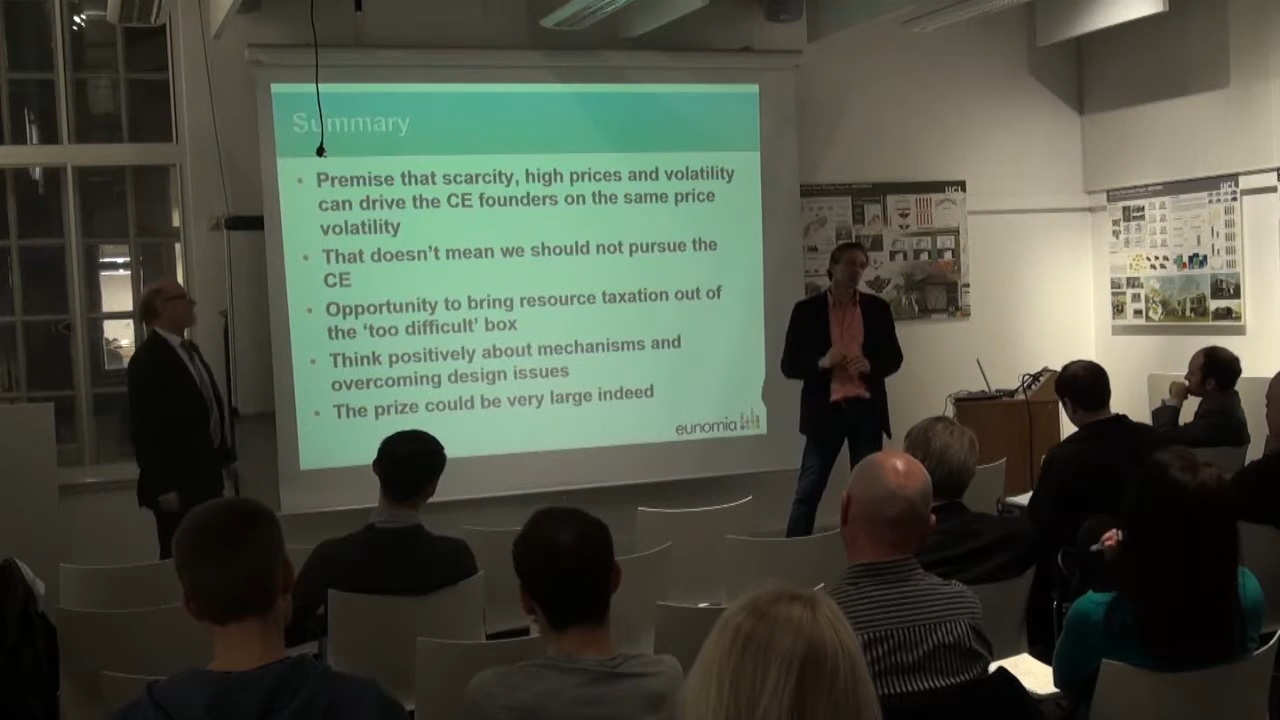 Summary
• Premise that scarcity, high prices and volatility
can drive the CE founders on the same price
volatility
• That doesn't mean we should not pursue the
CE
• Opportunity to bring resource taxation out of
the 'too difficult' box
• Think positively about mechanisms and
overcoming design issues
• The prize could be very large indeed
eunomia
UCL
UCL